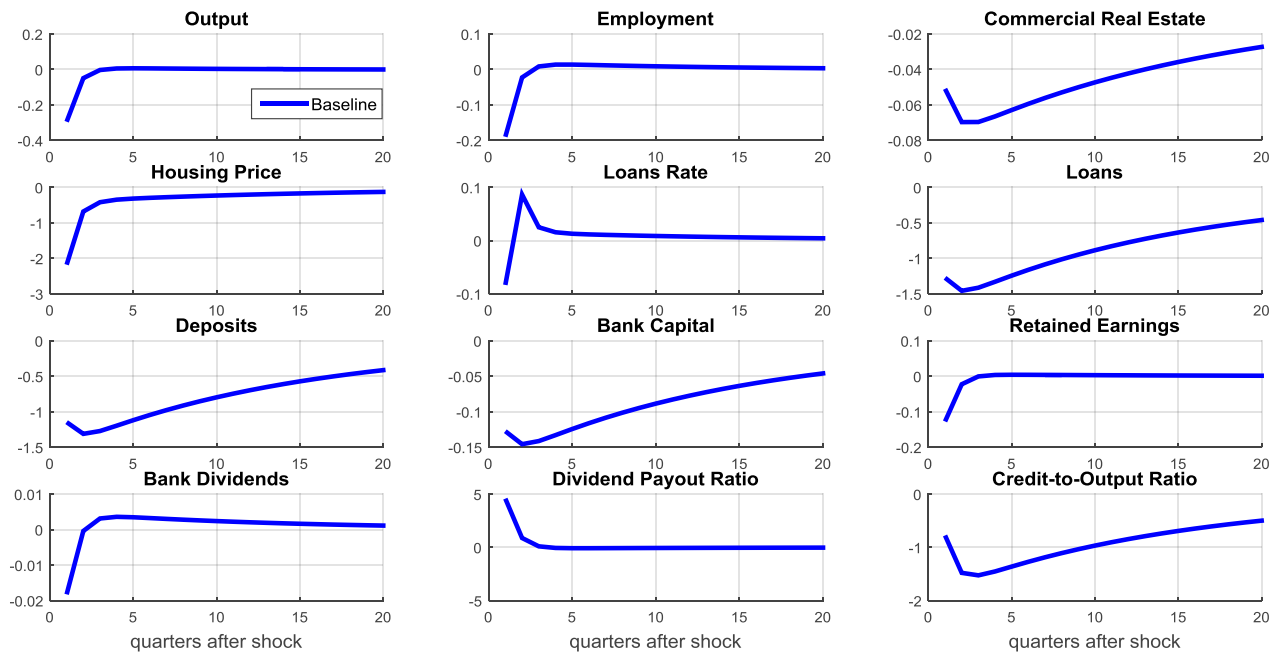 Output
Employment
Commercial Real Estate
0.2
0
-0.2
-0.4
Baseline
0 5 10 15 20
0.1
0
-0.1
-0.2
0 5 10 15 20
-0.02
-0.04
-0.06
-0.08
0 5 10 15 20
Housing Price
Loans Rate
Loans
0
-1
-2
-3
0 5 10 15 20
0.1
0
-0.1
0 5 10 15 20
0
-0.5
-1
-1.5
0 5 10 15 20
Deposits
Bank Capital
Retained Earnings
0
-0.5
-1
-1.5
0 5 10 15 20
0
-0.05
-0.1
-0.15
0 5 10 15 20
0.1
0
-0.1
-0.2
0 5 10 15 20
Bank Dividends
Dividend Payout Ratio
Credit-to-Output Ratio
0.01
0
-0.01
-0.02
0 5 10 15 20
quarters after shock
5
0
-5
0 5 10 15 20
quarters after shock
0
-1
-2
0 5 10 15 20
quarters after shock